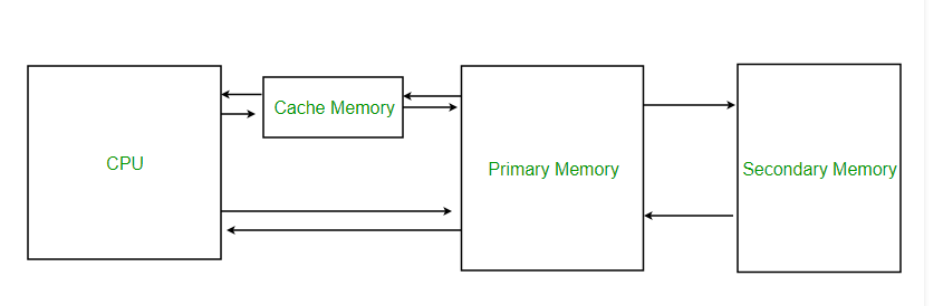 Cache Memory
CPU
Primary Memory
Secondary Memory